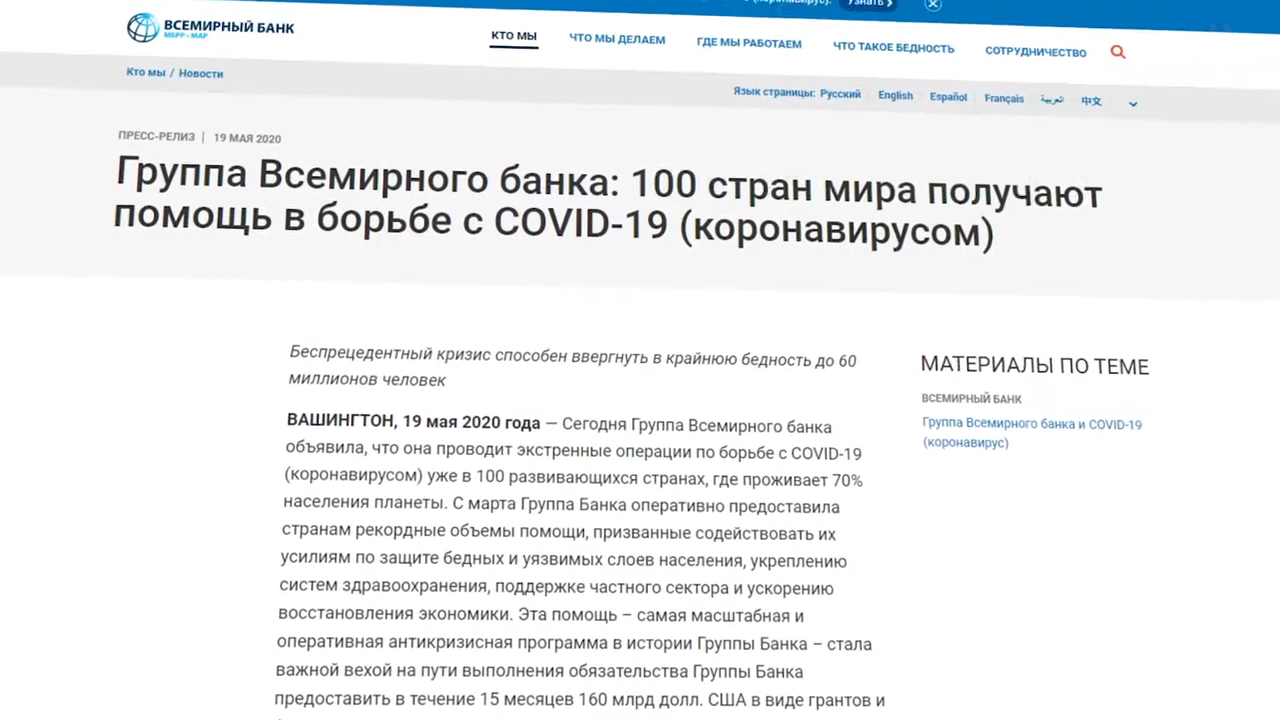 (коронавирус).
Узнать
ВСЕМИРНЫЙ БАНК
МБРР • МАР
КТО МЫ
ЧТО МЫ ДЕЛАЕМ
ГДЕ МЫ РАБОТАЕМ
ЧТО ТАКОЕ БЕДНОСТЬ
СОТРУДНИЧЕСТВО
Кто мы / Новости
Язык страницы: Русский English Español Français العربية 中文
ПРЕСС-РЕЛИЗ | 19 МАЯ 2020
Группа Всемирного банка: 100 стран мира получают
помощь в борьбе с COVID-19 (коронавирусом)
Беспрецедентный кризис способен ввергнуть в крайнюю бедность до 60
миллионов человек
ВАШИНГТОН, 19 мая 2020 года — Сегодня Группа Всемирного банка
объявила, что она проводит экстренные операции по борьбе с COVID-19
(коронавирусом) уже в 100 развивающихся странах, где проживает 70%
населения планеты. С марта Группа Банка оперативно предоставила
странам рекордные объемы помощи, призванные содействовать их
усилиям по защите бедных и уязвимых слоев населения, укреплению
систем здравоохранения, поддержке частного сектора и ускорению
восстановления экономики. Эта помощь – самая масштабная и
оперативная антикризисная программа в истории Группы Банка – стала
важной вехой на пути выполнения обязательства Группы Банка
предоставить в течение 15 месяцев 160 млрд долл. США в виде грантов и
МАТЕРИАЛЫ ПО ТЕМЕ
ВСЕМИРНЫЙ БАНК
Группа Всемирного банка и COVID-19
(коронавирус)